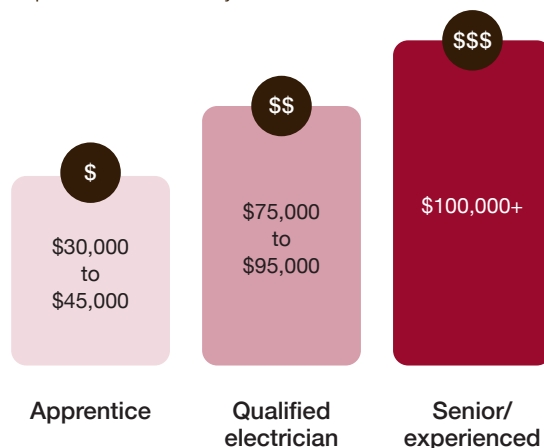 $$$
$$
$
$100,000+
$75,000
to
$95,000
$30,000
to
$45,000
Apprentice
Qualified
electrician
Senior/
experienced